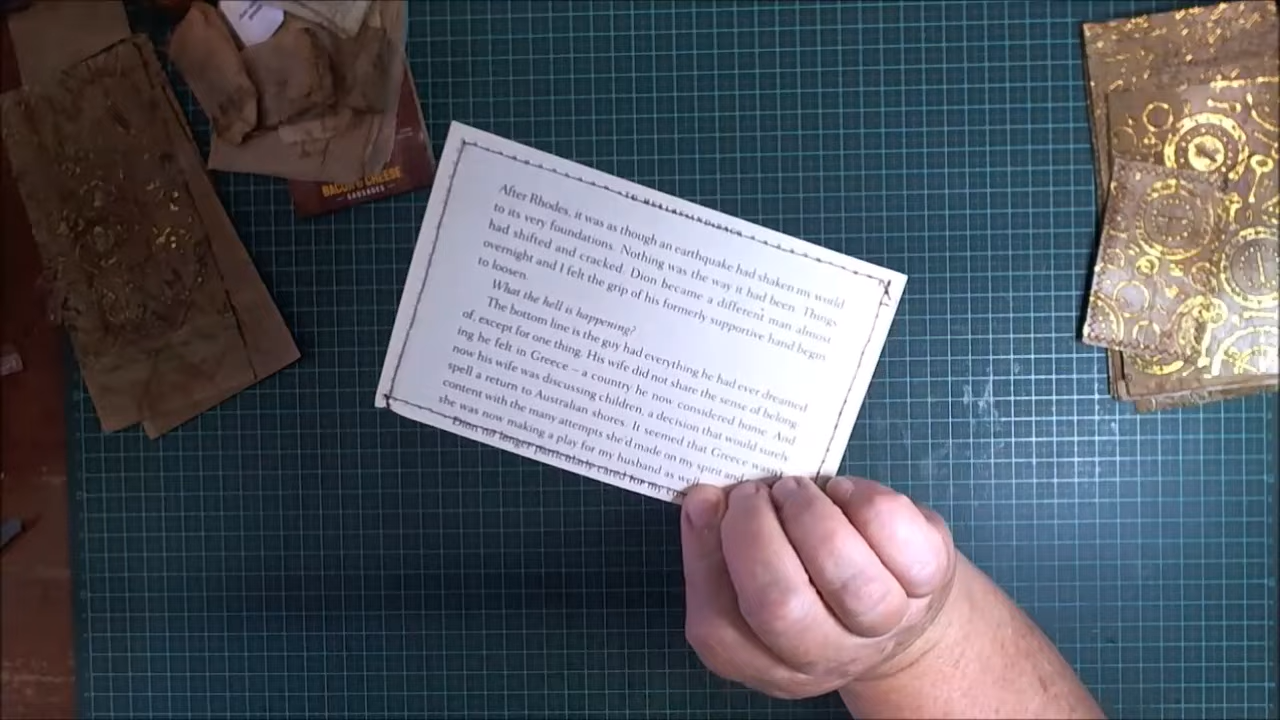 BACON & CHEESE
SAUSAGES
TO HELLAS AND BACK
After Rhodes, it was as though an earthquake had shaken my world
to its very foundations. Nothing was the way it had been. Things
had shifted and cracked. Dion became a different man almost
overnight and I felt the grip of his formerly supportive hand begin
to loosen.
What the hell is happening?
The bottom line is the guy had everything he had ever dreamed
of, except for one thing. His wife did not share the sense of belong
ing he felt in Greece – a country he now considered home. And
now his wife was discussing children, a decision that would surely
spell a return to Australian shores. It seemed that Greece wasn't
content with the many attempts she'd made on my spirit and
she was now making a play for my husband as well.
Dion no longer particularly cared for my